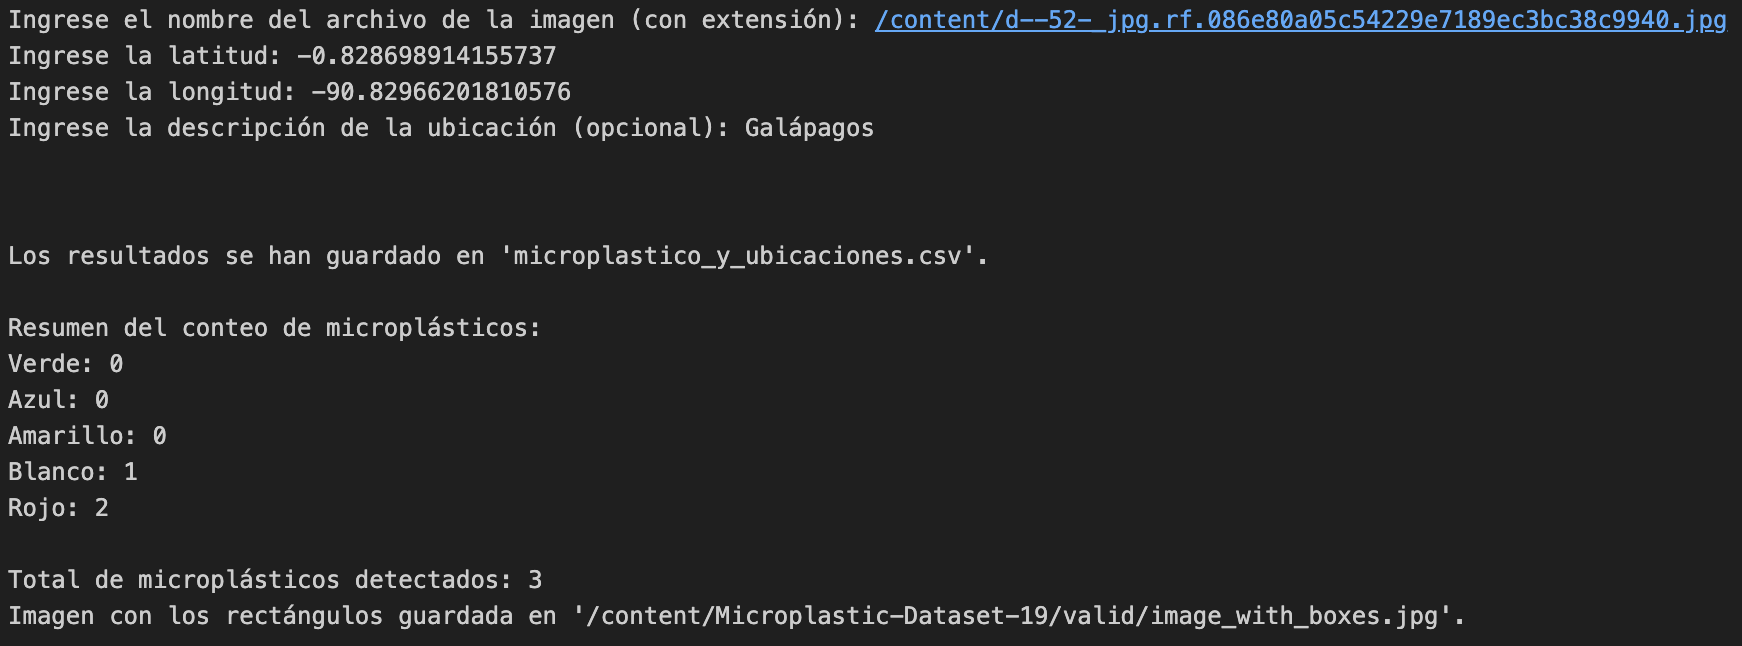 Ingrese el nombre del archivo de la imagen (con extensión): /content/d--52-_jpg.rf.086e80a05c54229e7189ec3bc38c9940.jpg
Ingrese la latitud: -0.828698914155737
Ingrese la longitud: -90.82966201810576
Ingrese la descripción de la ubicación (opcional): Galápagos
Los resultados se han guardado en 'microplastico_y_ubicaciones.csv'.
Resumen del conteo de microplásticos:
Verde: 0
Azul: 0
Amarillo: 0
Blanco: 1
Rojo: 2
Total de microplásticos detectados: 3
Imagen con los rectángulos guardada en '/content/Microplastic-Dataset-19/valid/image_with_boxes.jpg'.